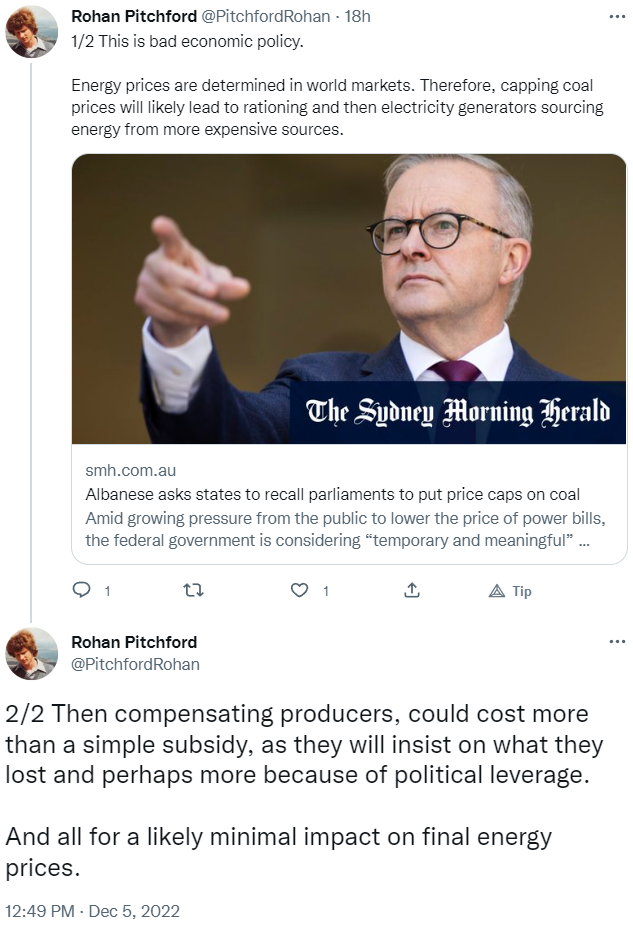 Rohan Pitchford @PitchfordRohan · 18h
1/2 This is bad economic policy.
Energy prices are determined in world markets. Therefore, capping coal
prices will likely lead to rationing and then electricity generators sourcing
energy from more expensive sources.
The Sydney Morning Herald
smh.com.au
Albanese asks states to recall parliaments to put price caps on coal
Amid growing pressure from the public to lower the price of power bills,
the federal government is considering “temporary and meaningful” ...
1 1 Tip
Rohan Pitchford
@PitchfordRohan
2/2 Then compensating producers, could cost more
than a simple subsidy, as they will insist on what they
lost and perhaps more because of political leverage.
And all for a likely minimal impact on final energy
prices.
12:49 PM · Dec 5, 2022